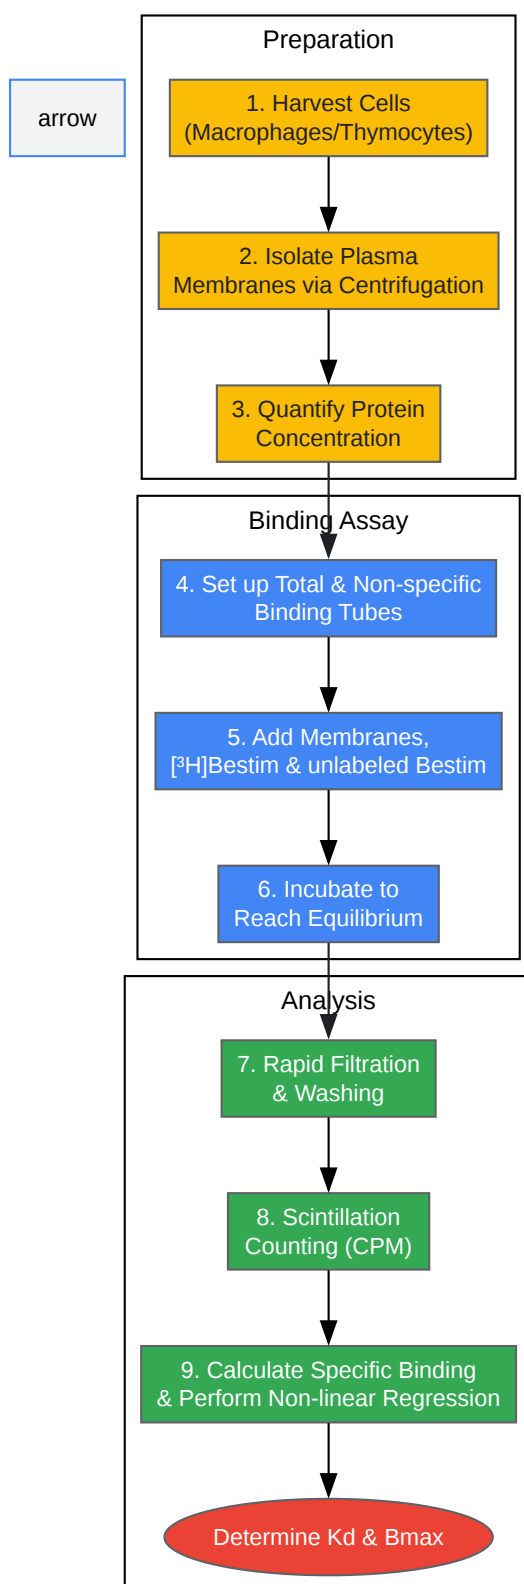 Preparation
arrow
1. Harvest Cells
(Macrophages/Thymocytes)
2. Isolate Plasma
Membranes via Centrifugation
3. Quantify Protein
Concentration
Binding Assay
4. Set up Total & Non-specific
Binding Tubes
5. Add Membranes,
[³H]Bestim & unlabeled Bestim
6. Incubate to
Reach Equilibrium
Analysis
7. Rapid Filtration
& Washing
8. Scintillation
Counting (CPM)
9. Calculate Specific Binding
& Perform Non-linear Regression
Determine Kd & Bmax